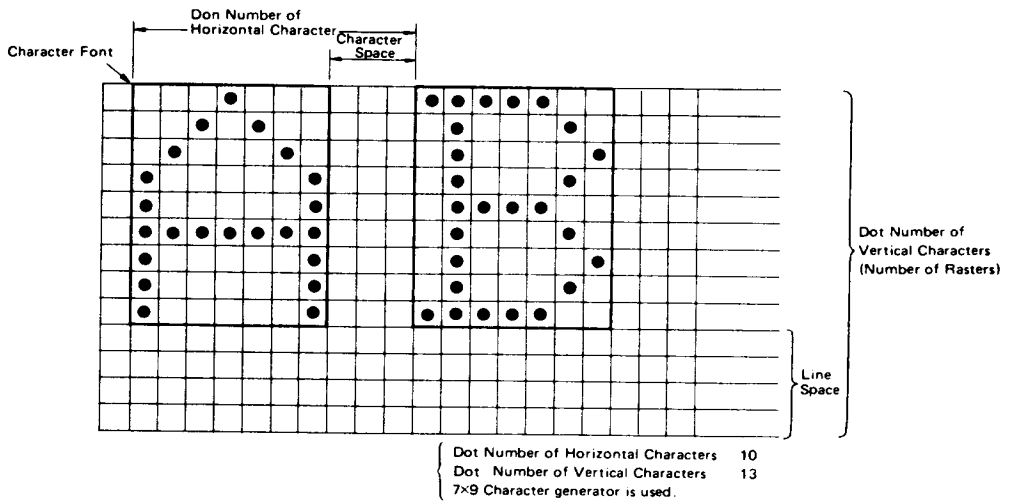 Don Number of
Horizontal Character
Character
Space
Character Font
Dot Number of
Vertical Characters
(Number of Rasters)
Line
Space
Dot Number of Horizontal Characters 10
Dot Number of Vertical Characters 13
7×9 Character generator is used.